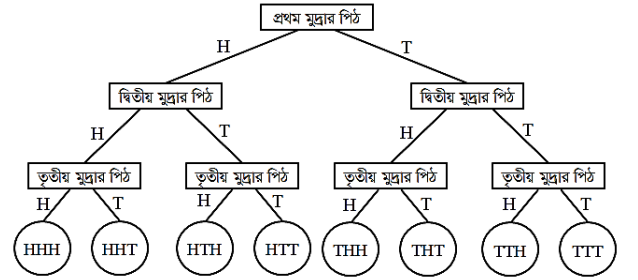 প্রথম মুদ্রার পিঠ
H T
দ্বিতীয় মুদ্রার পিঠ দ্বিতীয় মুদ্রার পিঠ
H T H T
তৃতীয় মুদ্রার পিঠ তৃতীয় মুদ্রার পিঠ তৃতীয় মুদ্রার পিঠ তৃতীয় মুদ্রার পিঠ
H T H T H T H T
HHH HHT HTH HTT THH THT TTH TTT